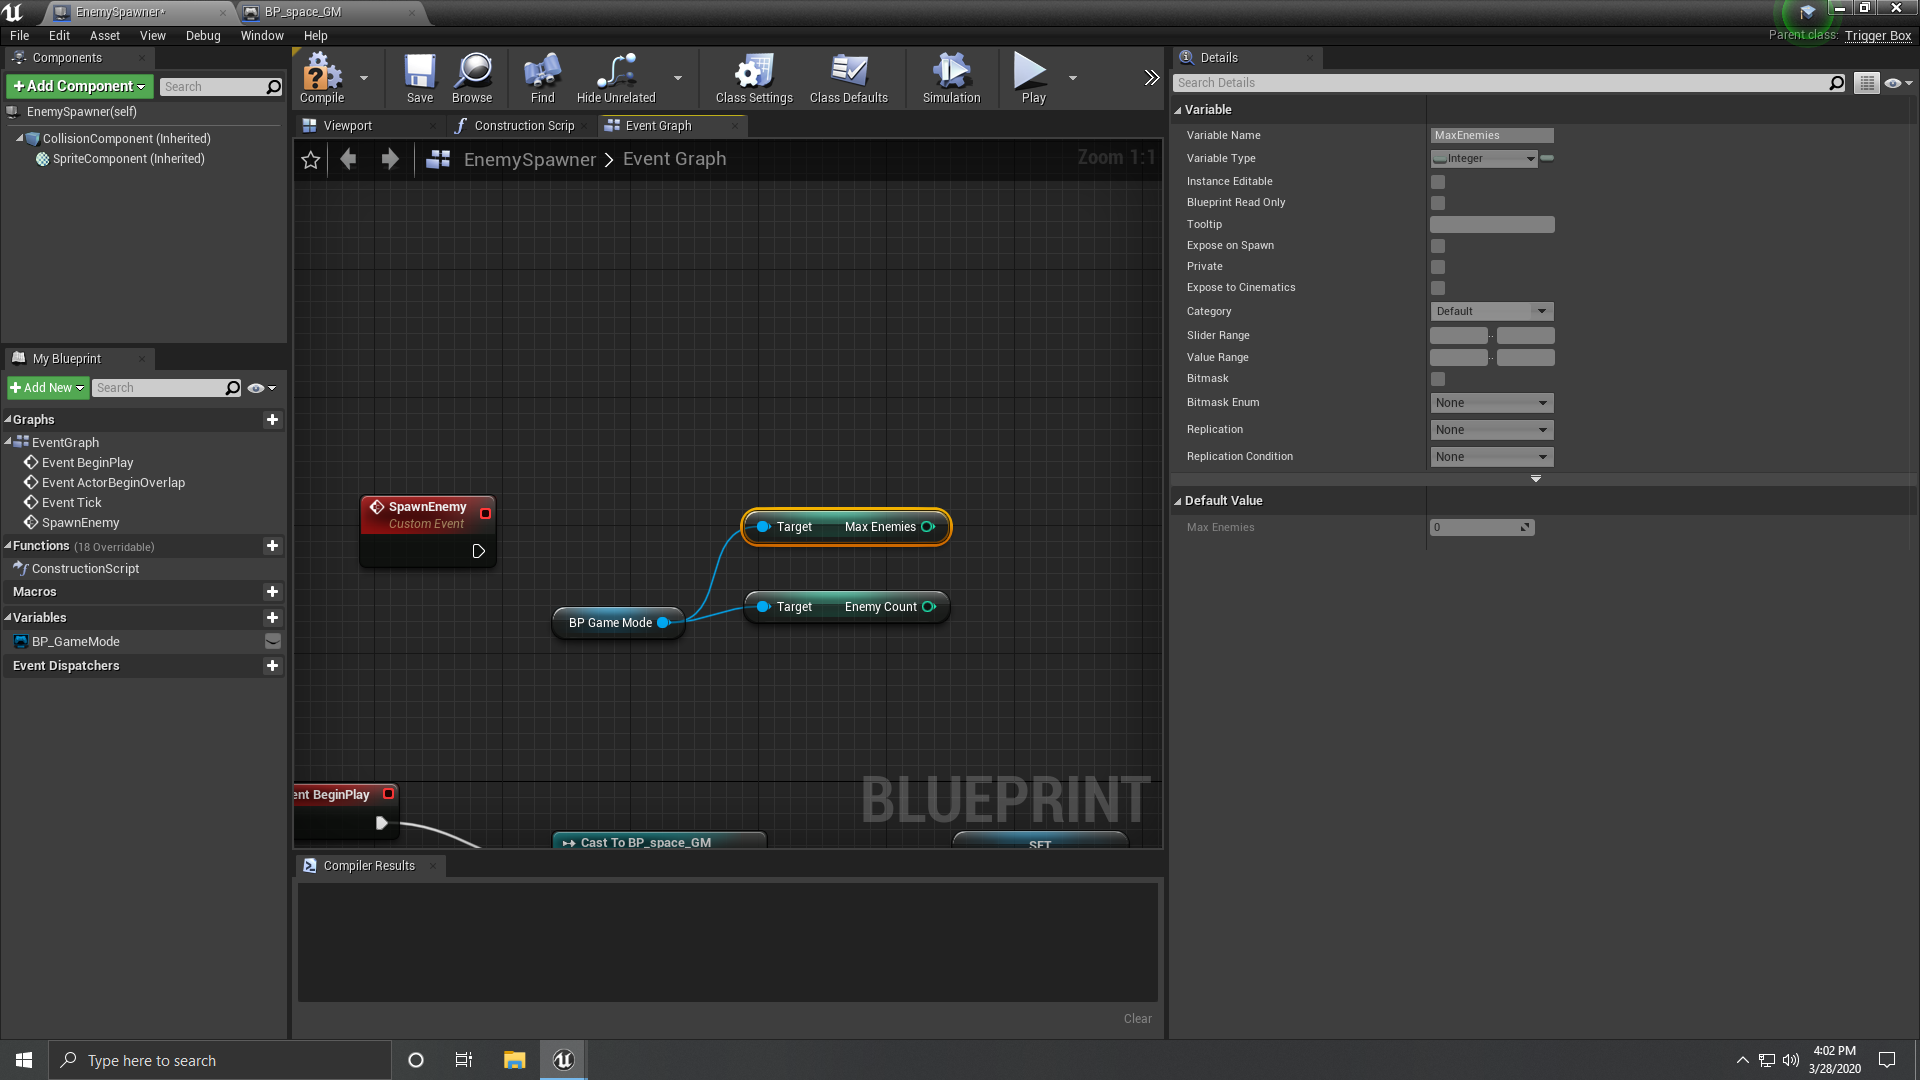 EnemySpawner*
BP_space_GM
File Edit Asset View Debug Window Help
Parent class: Trigger Box
Components
+Add Component
Search
EnemySpawner(self)
CollisionComponent (Inherited)
SpriteComponent (Inherited)
Compile
Save
Browse
Find
Hide Unrelated
Class Settings
Class Defaults
Simulation
Play
Viewport
Construction Scrip
Event Graph
EnemySpawner > Event Graph
Zoom 1:1
My Blueprint
+Add New
Search
Graphs
EventGraph
Event BeginPlay
Event ActorBeginOverlap
Event Tick
SpawnEnemy
Functions (18 Overridable)
ConstructionScript
Macros
Variables
BP_GameMode
Event Dispatchers
SpawnEnemy
Custom Event
Target Max Enemies
Target Enemy Count
BP Game Mode
ent BeginPlay
Cast To BP_space_GM
SET
BLUEPRINT
Compiler Results
Clear
Details
Search Details
Variable
Variable Name MaxEnemies
Variable Type Integer
Instance Editable
Blueprint Read Only
Tooltip
Expose on Spawn
Private
Expose to Cinematics
Category Default
Slider Range ..
Value Range ..
Bitmask
Bitmask Enum None
Replication None
Replication Condition None
Default Value
Max Enemies 0
Type here to search
4:02 PM
3/28/2020